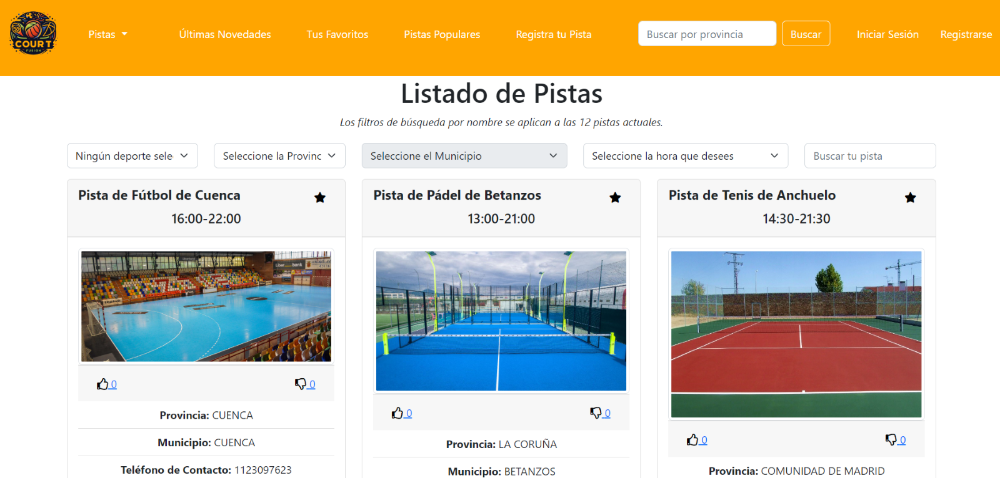 COURT
FUSION
Pistas
Últimas Novedades
Tus Favoritos
Pistas Populares
Registra tu Pista
Buscar por provincia
Buscar
Iniciar Sesión
Registrarse
Listado de Pistas
Los filtros de búsqueda por nombre se aplican a las 12 pistas actuales.
Ningún deporte sele
Seleccione la Provinc
Seleccione el Municipio
Seleccione la hora que desees
Buscar tu pista
Pista de Fútbol de Cuenca
16:00-22:00
Liberbank
0
0
Provincia: CUENCA
Municipio: CUENCA
Teléfono de Contacto: 1123097623
Pista de Pádel de Betanzos
13:00-21:00
0
0
Provincia: LA CORUÑA
Municipio: BETANZOS
Pista de Tenis de Anchuelo
14:30-21:30
0
0
Provincia: COMUNIDAD DE MADRID